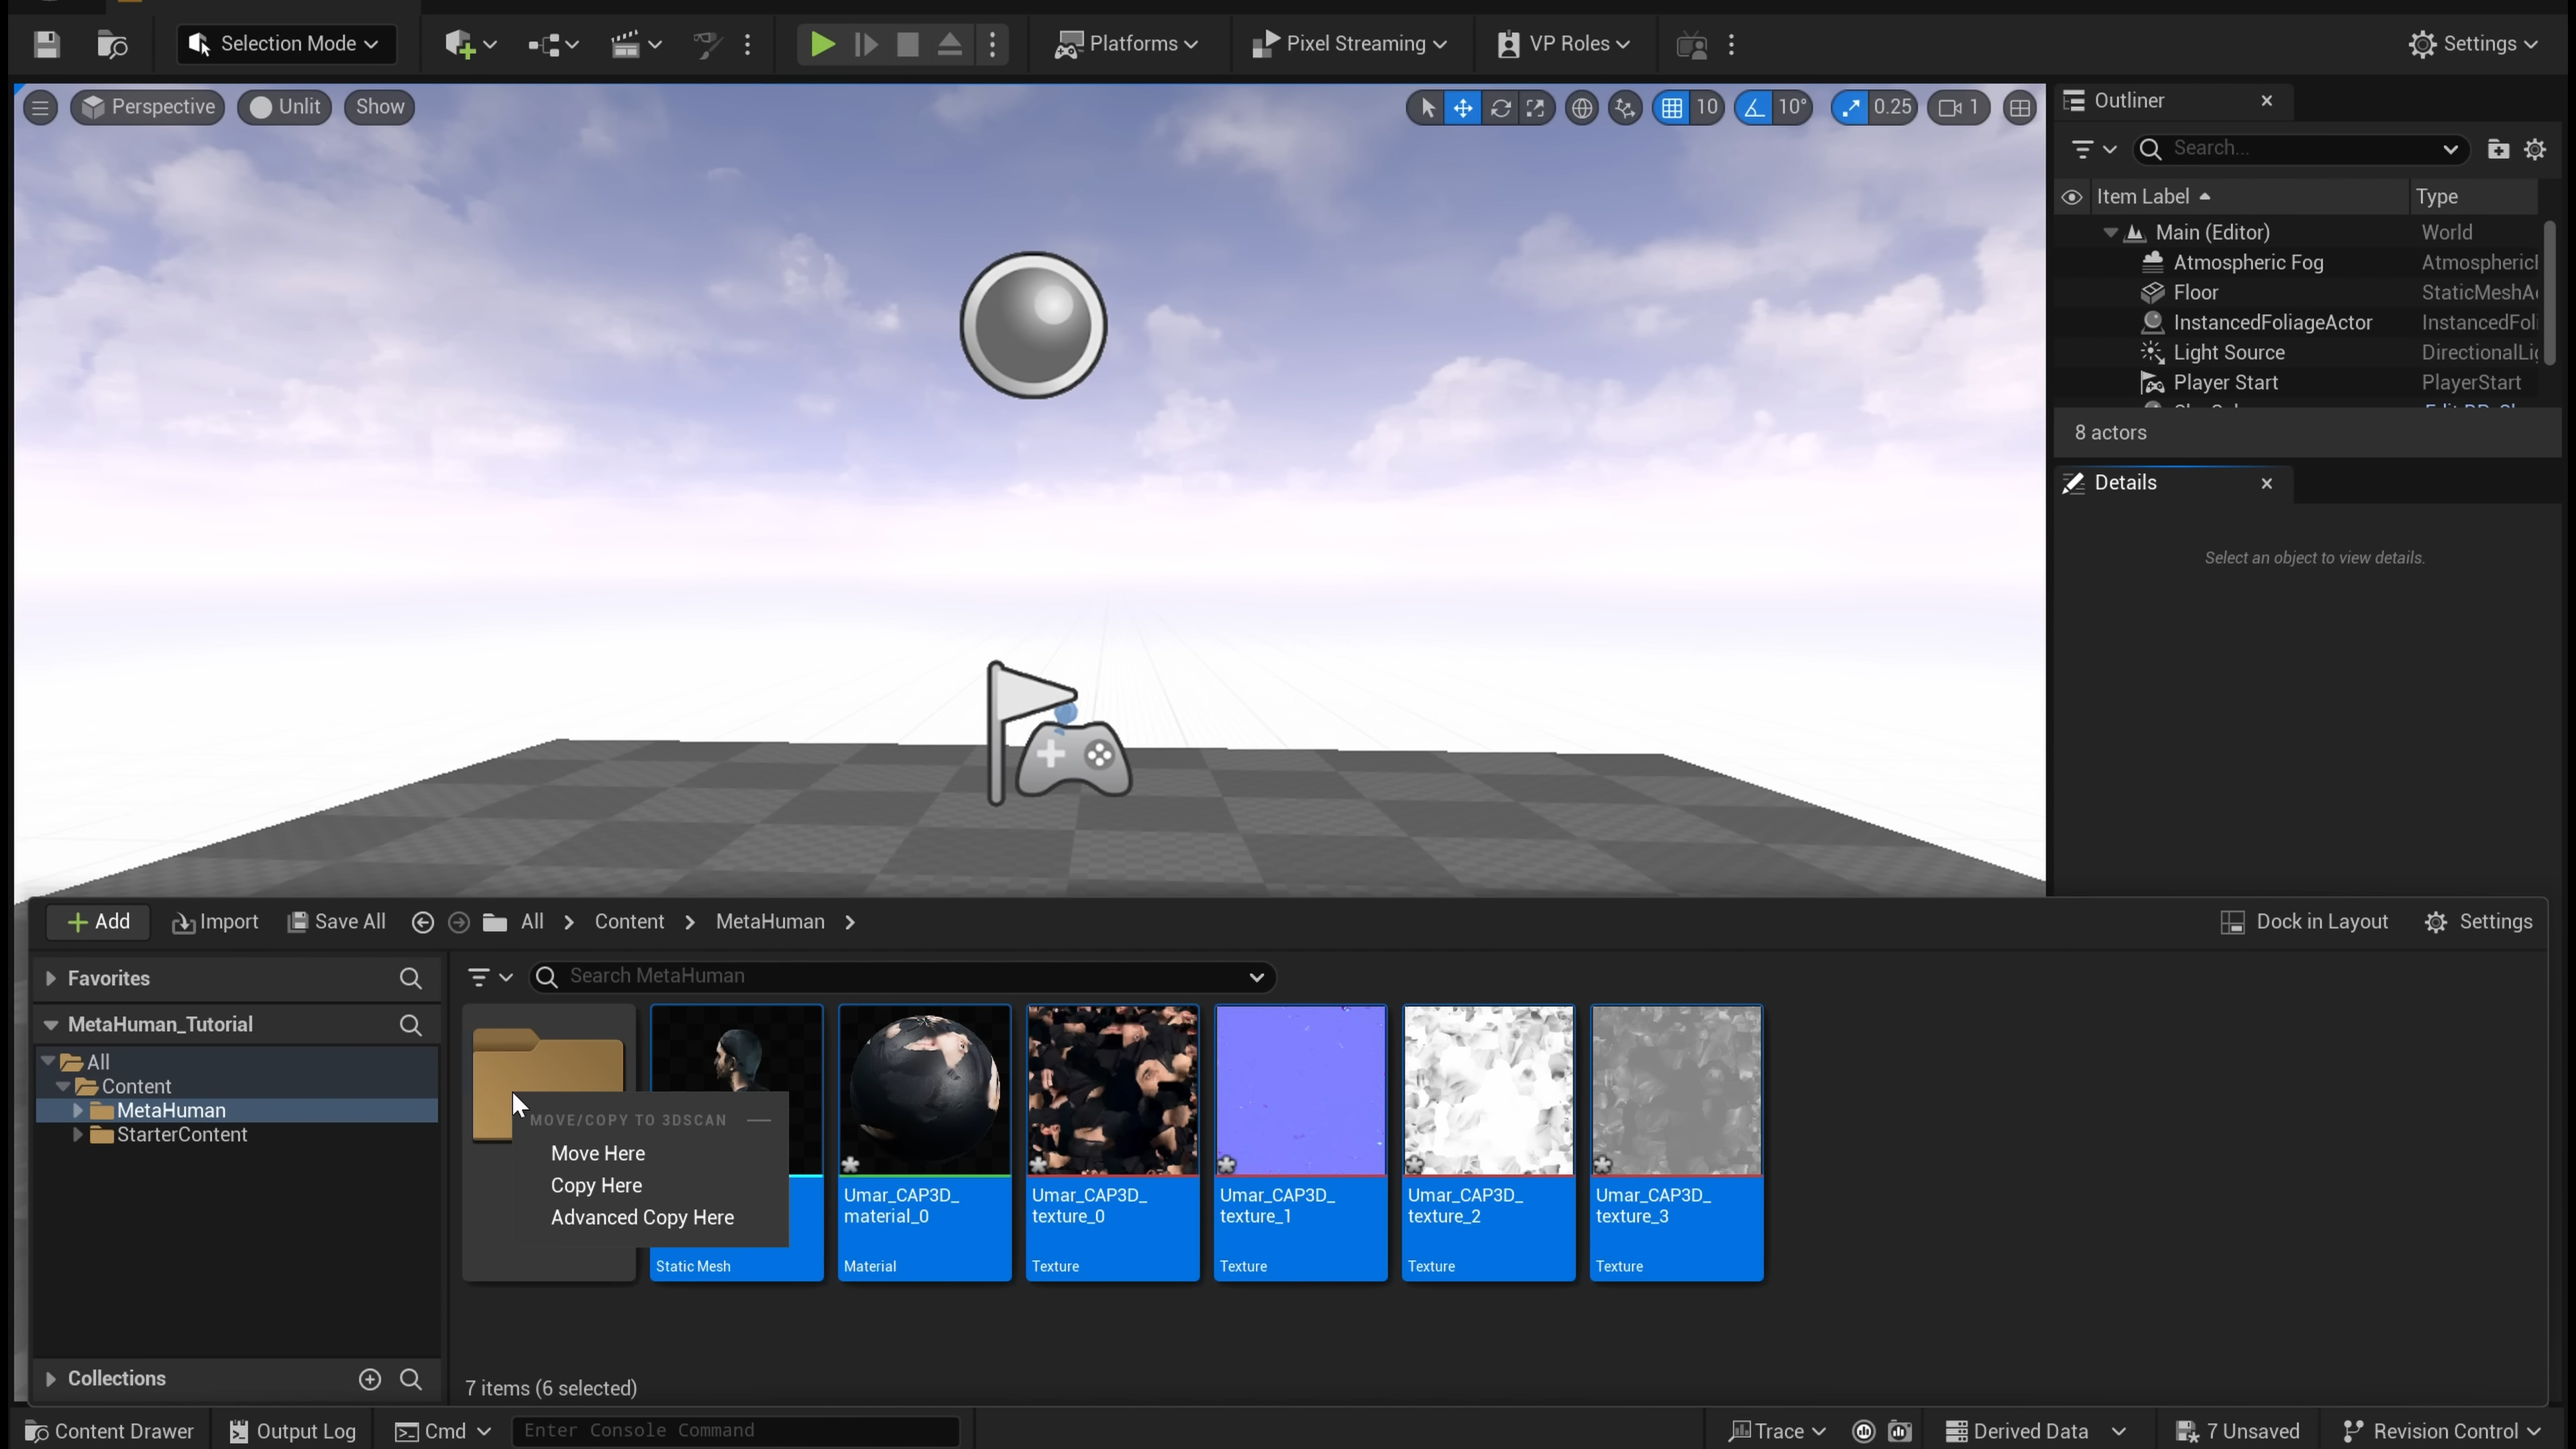 Selection Mode
Platforms
Pixel Streaming
VP Roles
Settings
Perspective
Unlit
Show
10
10°
0.25
1
Outliner
Search...
Item Label
Type
Main (Editor)
World
Atmospheric Fog
Floor
InstancedFoliageActor
Light Source
Player Start
PlayerStart
8 actors
Details
Select an object to view details.
Add
Import
Save All
All
Content
MetaHuman
Dock in Layout
Settings
Favorites
Search MetaHuman
MetaHuman_Tutorial
All
Content
MetaHuman
StarterContent
MOVE/COPY TO 3DSCAN
Move Here
Copy Here
Advanced Copy Here
Static Mesh
Umar_CAP3D_
material_0
Material
Umar_CAP3D_
texture_0
Texture
Umar_CAP3D_
texture_1
Texture
Umar_CAP3D_
texture_2
Texture
Umar_CAP3D_
texture_3
Texture
Collections
7 items (6 selected)
Content Drawer
Output Log
Cmd
Enter Console Command
Trace
Derived Data
7 Unsaved
Revision Control